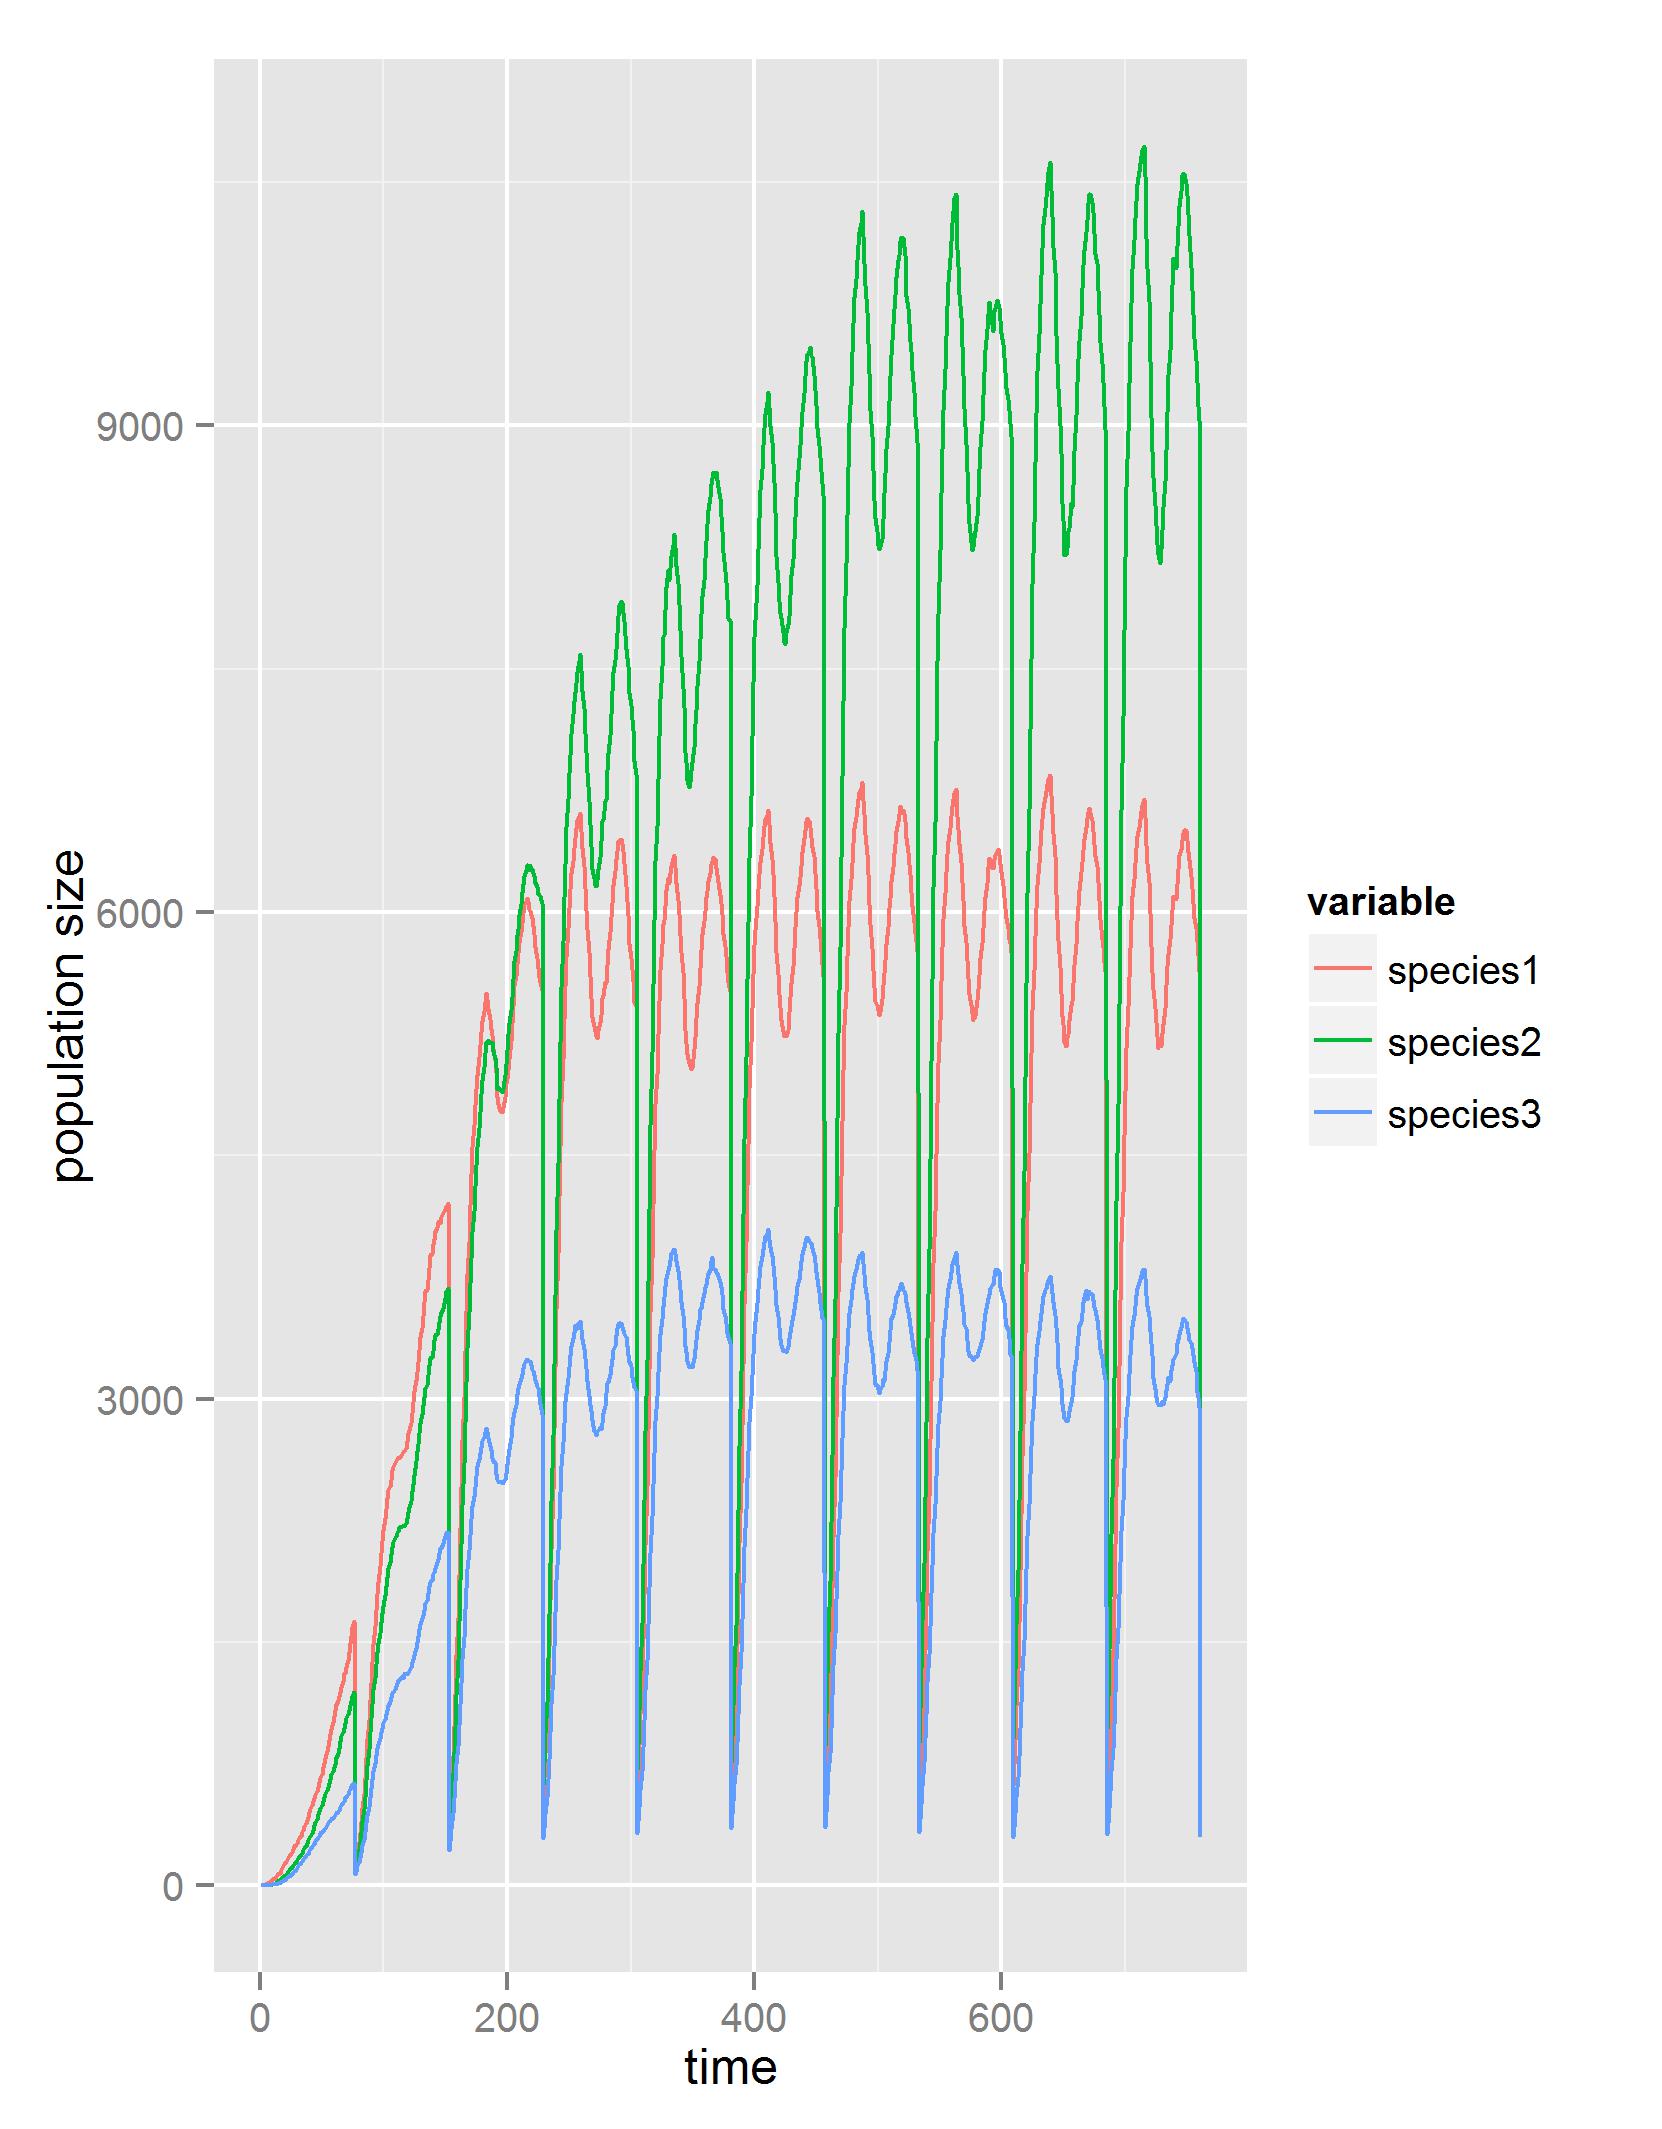 population size
9000
6000
3000
0
0 200 400 600
time
variable
species1
species2
species3